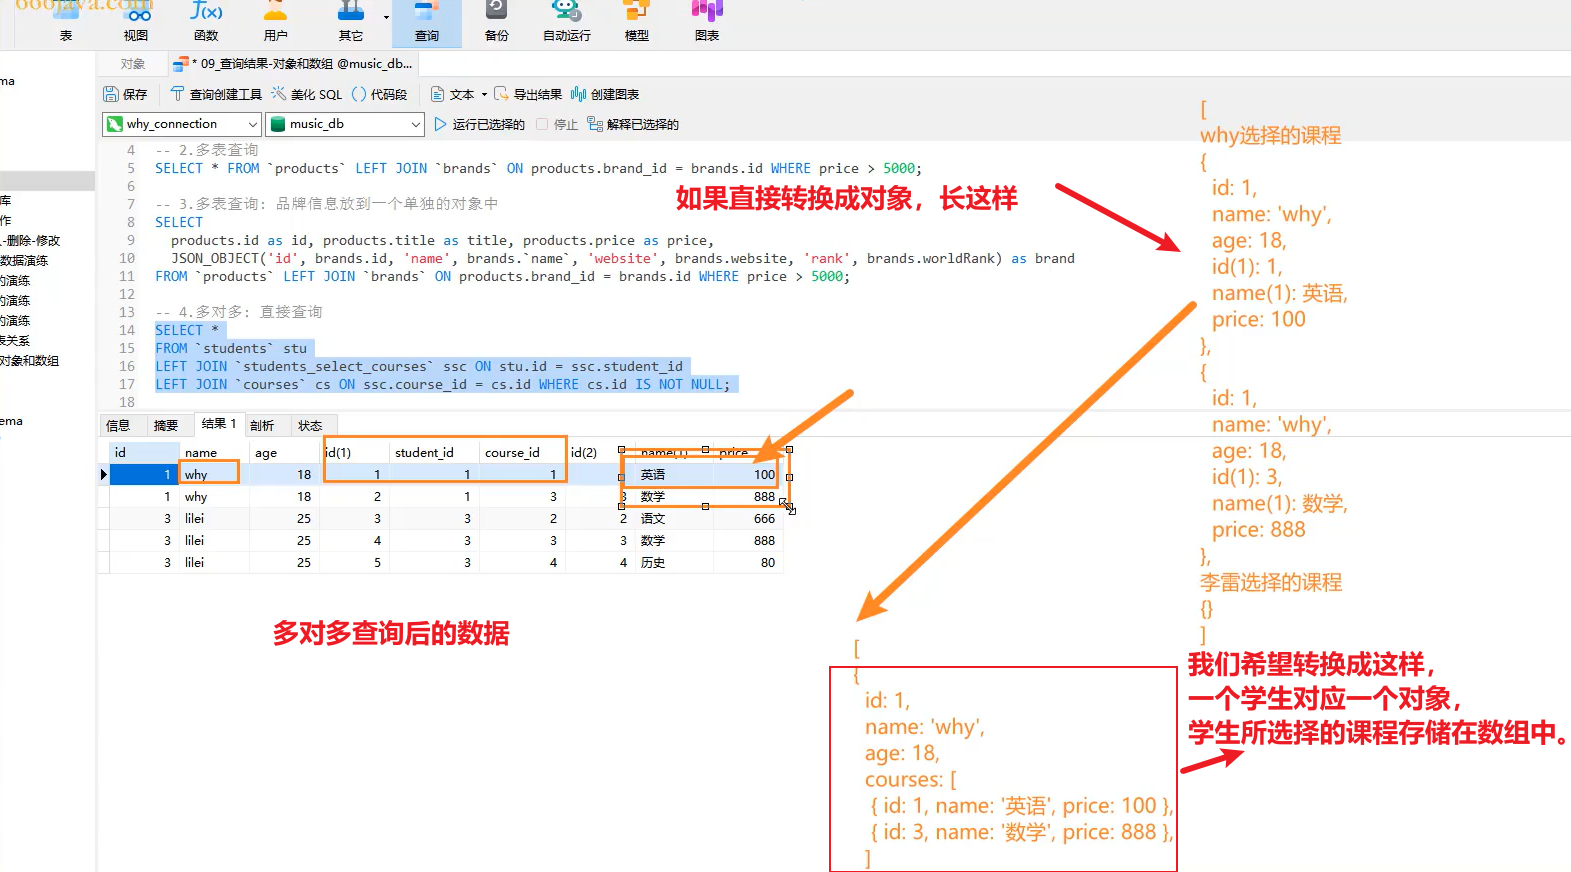 666java.com
表 视图 函数 用户 其它 查询 备份 自动运行 模型 图表
对象 * 09_查询结果-对象和数组 @music_db...
保存 查询创建工具 美化 SQL () 代码段 文本 导出结果 创建图表
why_connection music_db 运行已选择的 停止 解释已选择的
ma
库
作
-删除-修改
数据演练
的演练
的演练
的演练
表关系
对象和数组
ema
4 -- 2.多表查询
5 SELECT * FROM `products` LEFT JOIN `brands` ON products.brand_id = brands.id WHERE price > 5000;
6
7 -- 3.多表查询: 品牌信息放到一个单独的对象中
8 SELECT
9 products.id as id, products.title as title, products.price as price,
10 JSON_OBJECT('id', brands.id, 'name', brands.`name`, 'website', brands.website, 'rank', brands.worldRank) as brand
11 FROM `products` LEFT JOIN `brands` ON products.brand_id = brands.id WHERE price > 5000;
12
13 -- 4.多对多: 直接查询
14 SELECT *
15 FROM `students` stu
16 LEFT JOIN `students_select_courses` ssc ON stu.id = ssc.student_id
17 LEFT JOIN `courses` cs ON ssc.course_id = cs.id WHERE cs.id IS NOT NULL;
18
如果直接转换成对象，长这样
信息 摘要 结果 1 剖析 状态
id name age id(1) student_id course_id id(2) name(1) price
1 why 18 1 1 1 英语 100
1 why 18 2 1 3 3 数学 888
3 lilei 25 3 3 2 2 语文 666
3 lilei 25 4 3 3 3 数学 888
3 lilei 25 5 3 4 4 历史 80
多对多查询后的数据
[
why选择的课程
{
id: 1,
name: 'why',
age: 18,
id(1): 1,
name(1): 英语,
price: 100
},
{
id: 1,
name: 'why',
age: 18,
id(1): 3,
name(1): 数学,
price: 888
},
李雷选择的课程
{}
]
我们希望转换成这样，
一个学生对应一个对象，
学生所选择的课程存储在数组中。
[
{
id: 1,
name: 'why',
age: 18,
courses: [
{ id: 1, name: '英语', price: 100 },
{ id: 3, name: '数学', price: 888 },
]